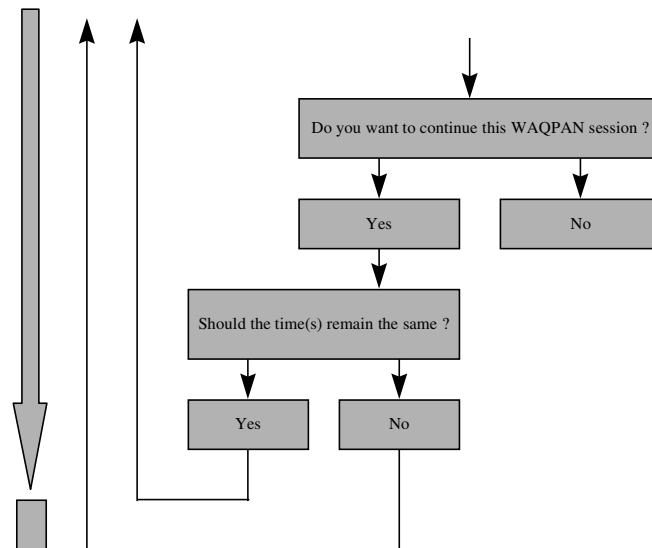 Do you want to continue this WAQPAN session ?
Yes
No
Should the time(s) remain the same ?
Yes
No